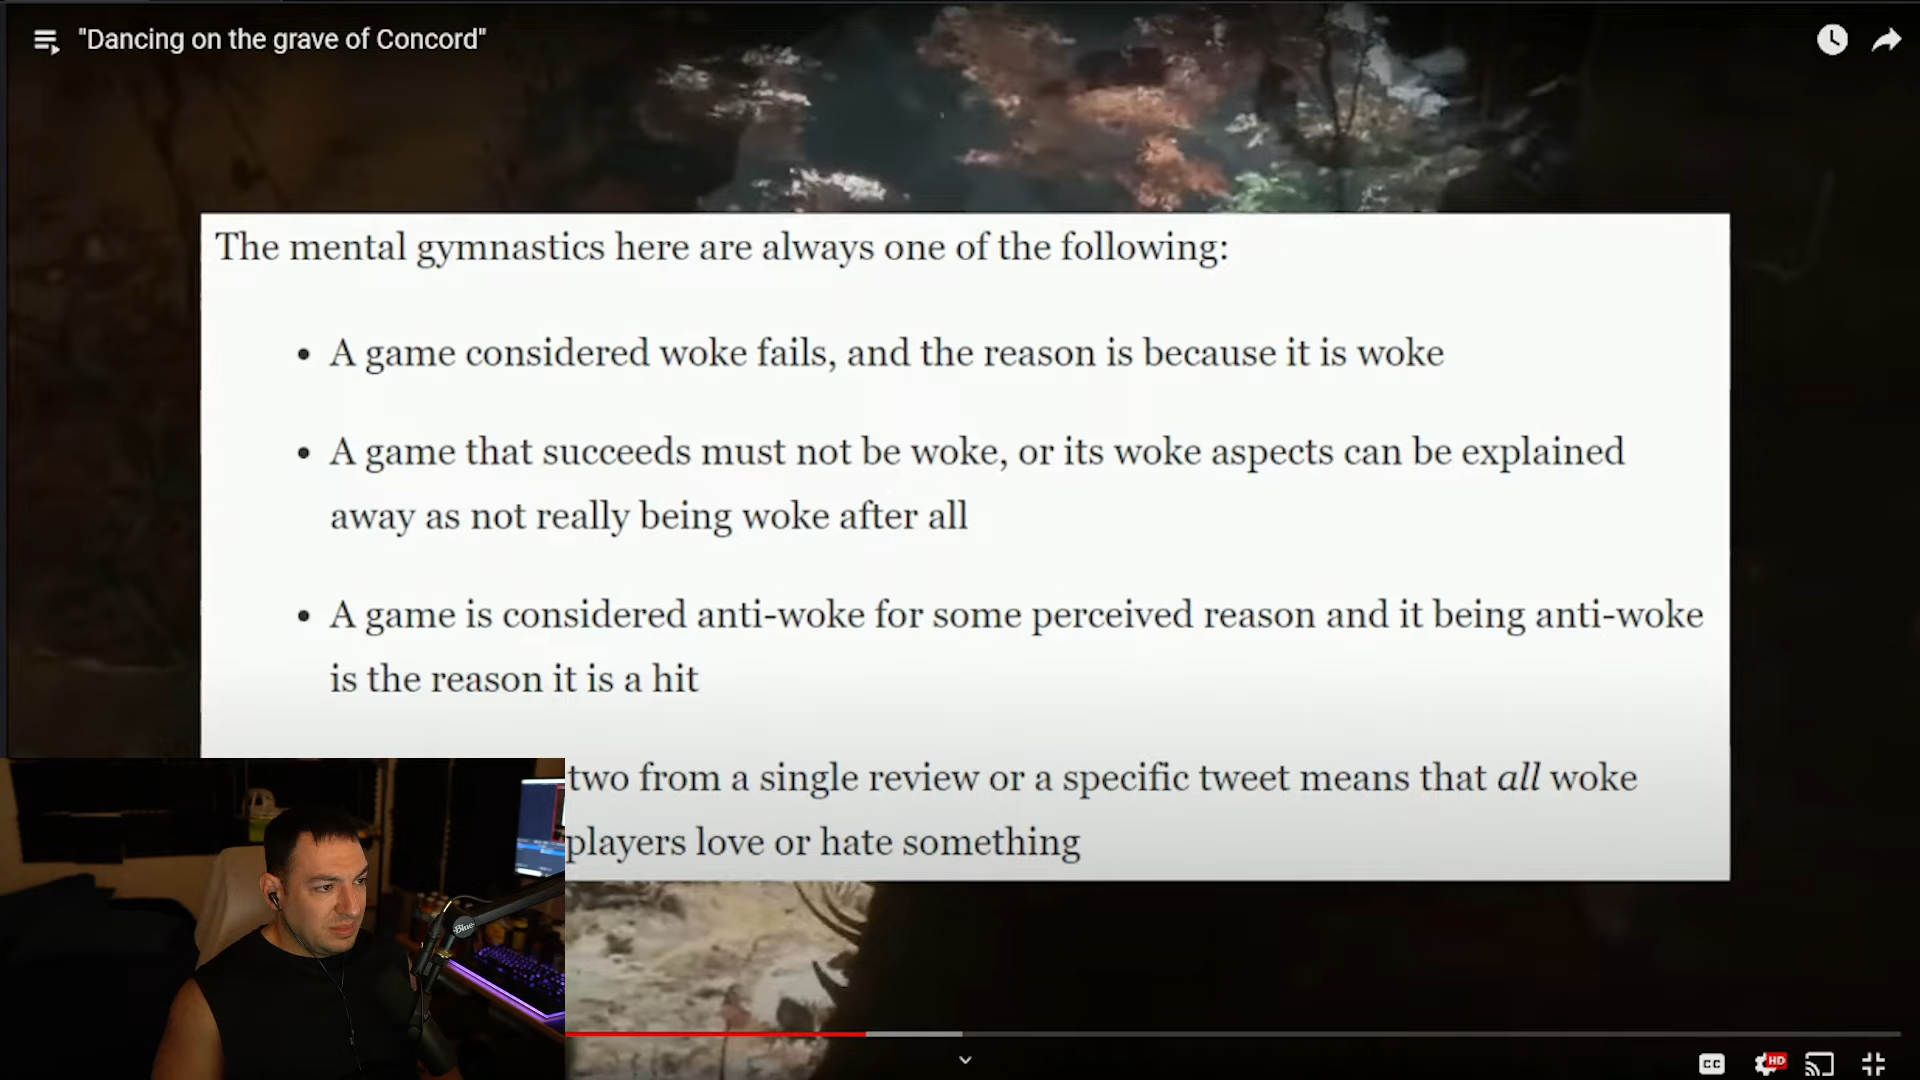 "Dancing on the grave of Concord"
The mental gymnastics here are always one of the following:
• A game considered woke fails, and the reason is because it is woke
• A game that succeeds must not be woke, or its woke aspects can be explained
away as not really being woke after all
• A game is considered anti-woke for some perceived reason and it being anti-woke
is the reason it is a hit
two from a single review or a specific tweet means that all woke
players love or hate something
Blue
CC
HD